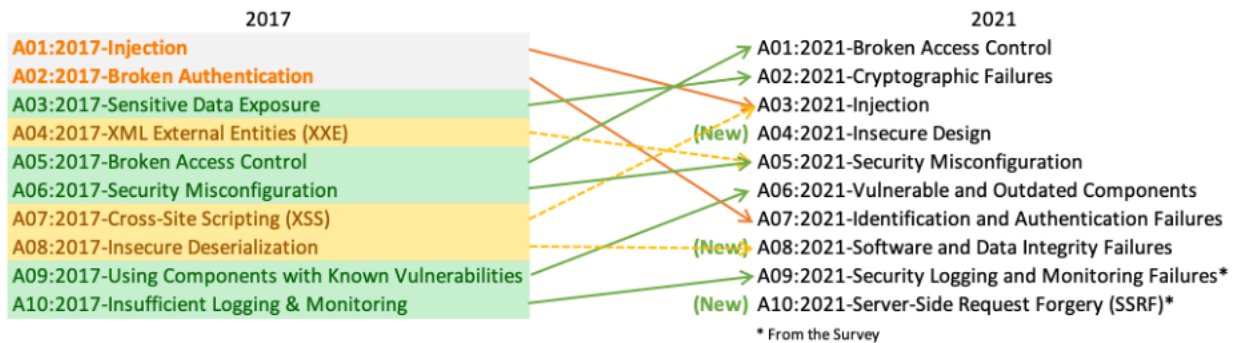 2017
A01:2017-Injection
A02:2017-Broken Authentication
A03:2017-Sensitive Data Exposure
A04:2017-XML External Entities (XXE)
A05:2017-Broken Access Control
A06:2017-Security Misconfiguration
A07:2017-Cross-Site Scripting (XSS)
A08:2017-Insecure Deserialization
A09:2017-Using Components with Known Vulnerabilities
A10:2017-Insufficient Logging & Monitoring
2021
A01:2021-Broken Access Control
A02:2021-Cryptographic Failures
A03:2021-Injection
(New) A04:2021-Insecure Design
A05:2021-Security Misconfiguration
A06:2021-Vulnerable and Outdated Components
A07:2021-Identification and Authentication Failures
(New) A08:2021-Software and Data Integrity Failures
A09:2021-Security Logging and Monitoring Failures*
(New) A10:2021-Server-Side Request Forgery (SSRF)*
* From the Survey